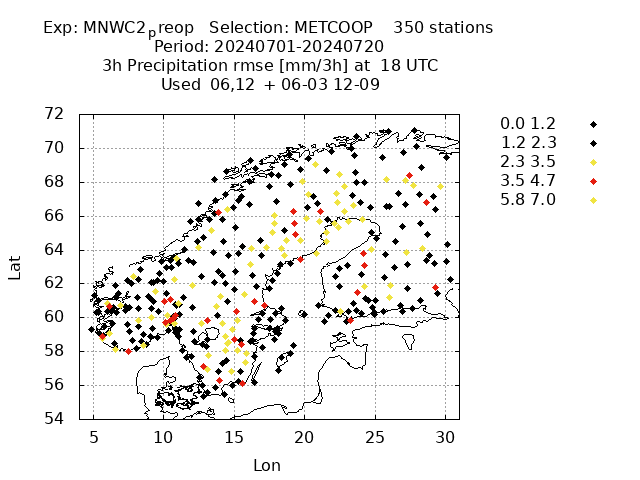 Exp: MNWC2preop Selection: METCOOP 350 stations
Period: 20240701-20240720
3h Precipitation rmse [mm/3h] at 18 UTC
Used 06,12 + 06-03 12-09
72
70
68
66
64
62
60
58
56
54
Lat
5 10 15 20 25 30
Lon
0.0 1.2
1.2 2.3
2.3 3.5
3.5 4.7
5.8 7.0